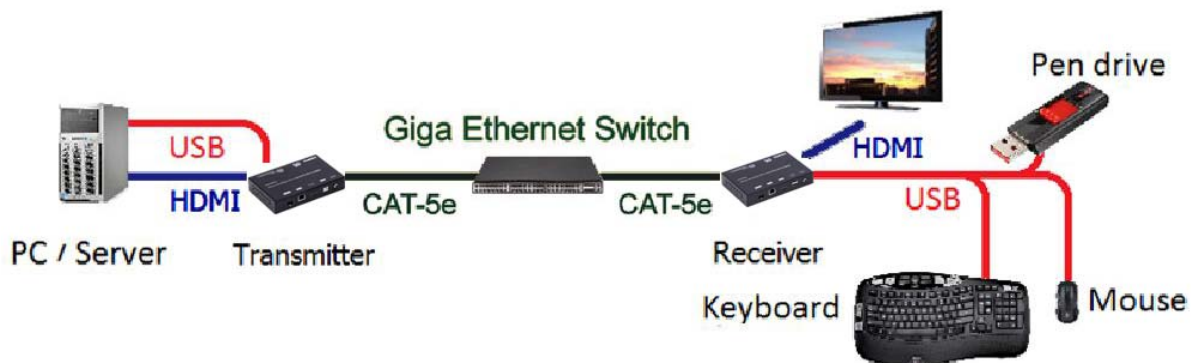 Pen drive
Giga Ethernet Switch
USB
HDMI
HDMI
CAT-5e
CAT-5e
USB
PC / Server
Transmitter
Receiver
Keyboard
Mouse